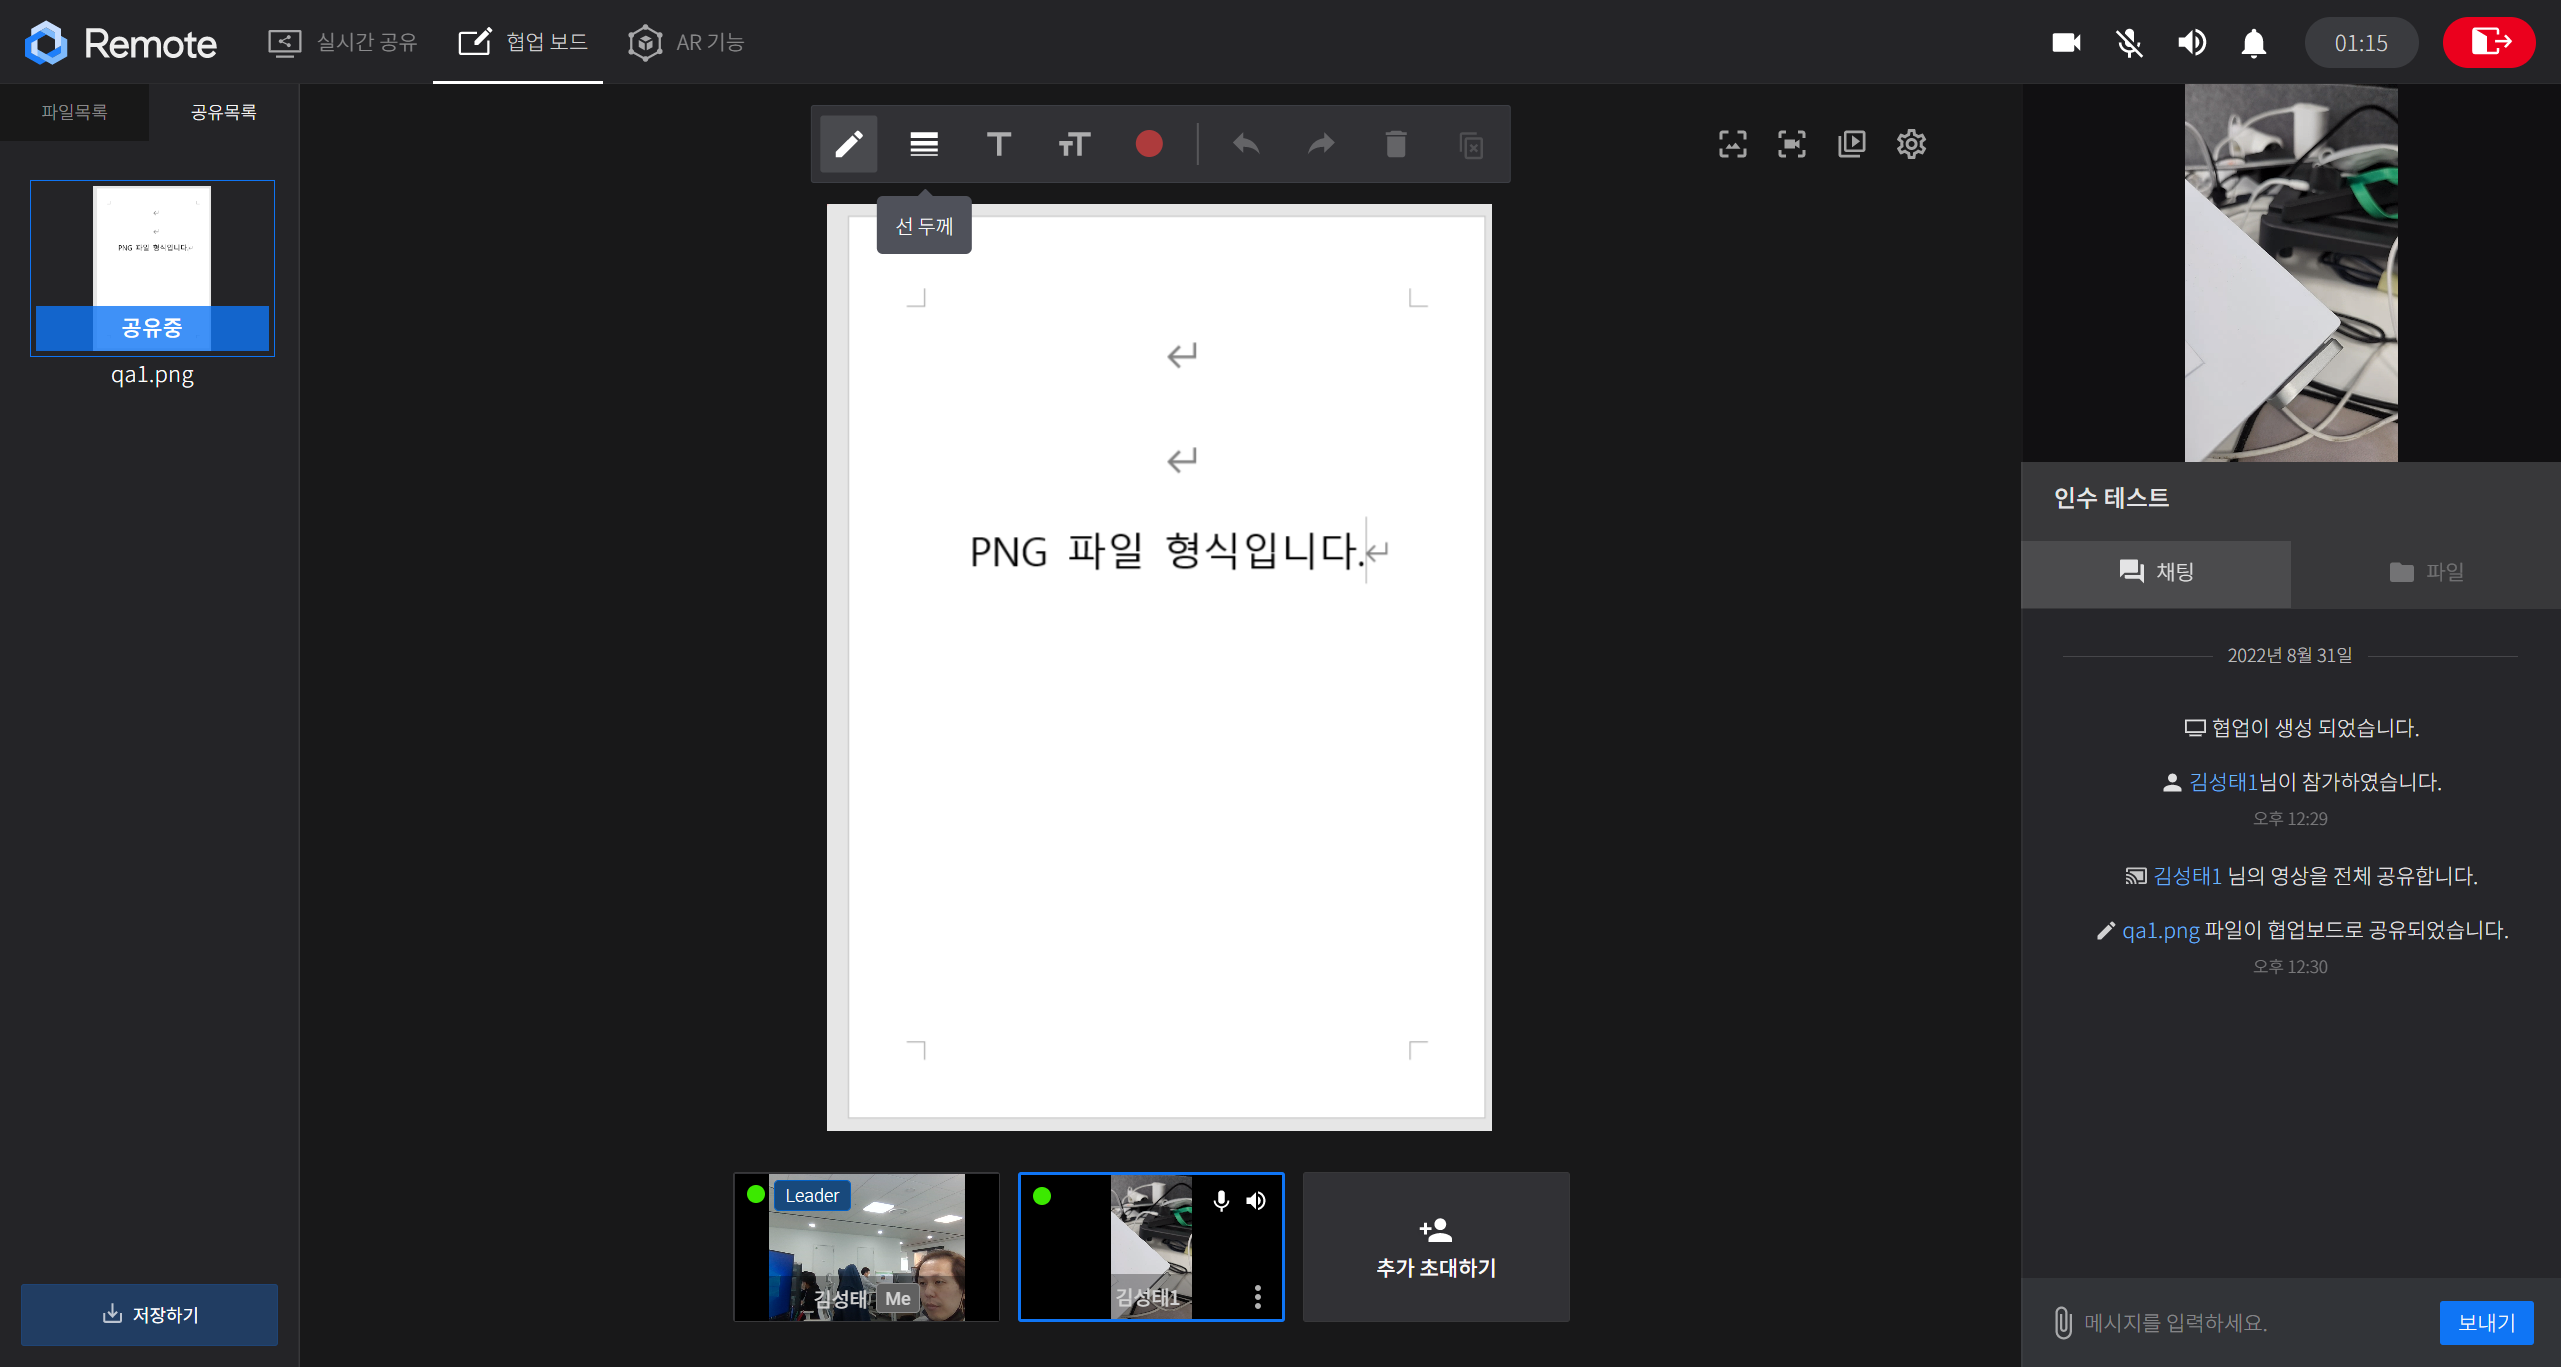 Remote
실시간 공유
협업 보드
AR 기능
01:15
파일목록
공유목록
PNG 파일 형식입니다.
공유중
qa1.png
선 두께
PNG 파일 형식입니다.
인수 테스트
채팅
파일
2022년 8월 31일
협업이 생성 되었습니다.
김성태1님이 참가하였습니다.
오후 12:29
김성태1 님의 영상을 전체 공유합니다.
qa1.png 파일이 협업보드로 공유되었습니다.
오후 12:30
Leader
_김성태 Me
김성태1
추가 초대하기
저장하기
메시지를 입력하세요.
보내기